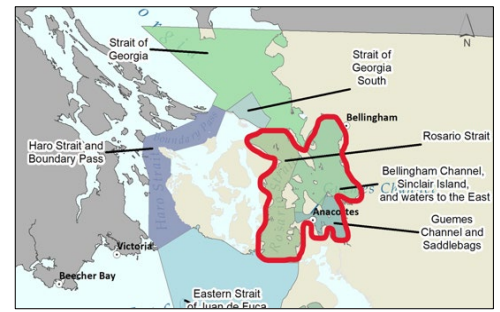 Strait of
Georgia
Strait of
Georgia
South
N
Bellingham
Haro Strait and
Boundary Pass
Rosario Strait
Bellingham Channel,
Sinclair Island,
and waters to the East
Anacortes
Guemes
Channel and
Saddlebags
Victoria
Beecher Bay
Haro Strait
Eastern Strait
of Juan de Fuca